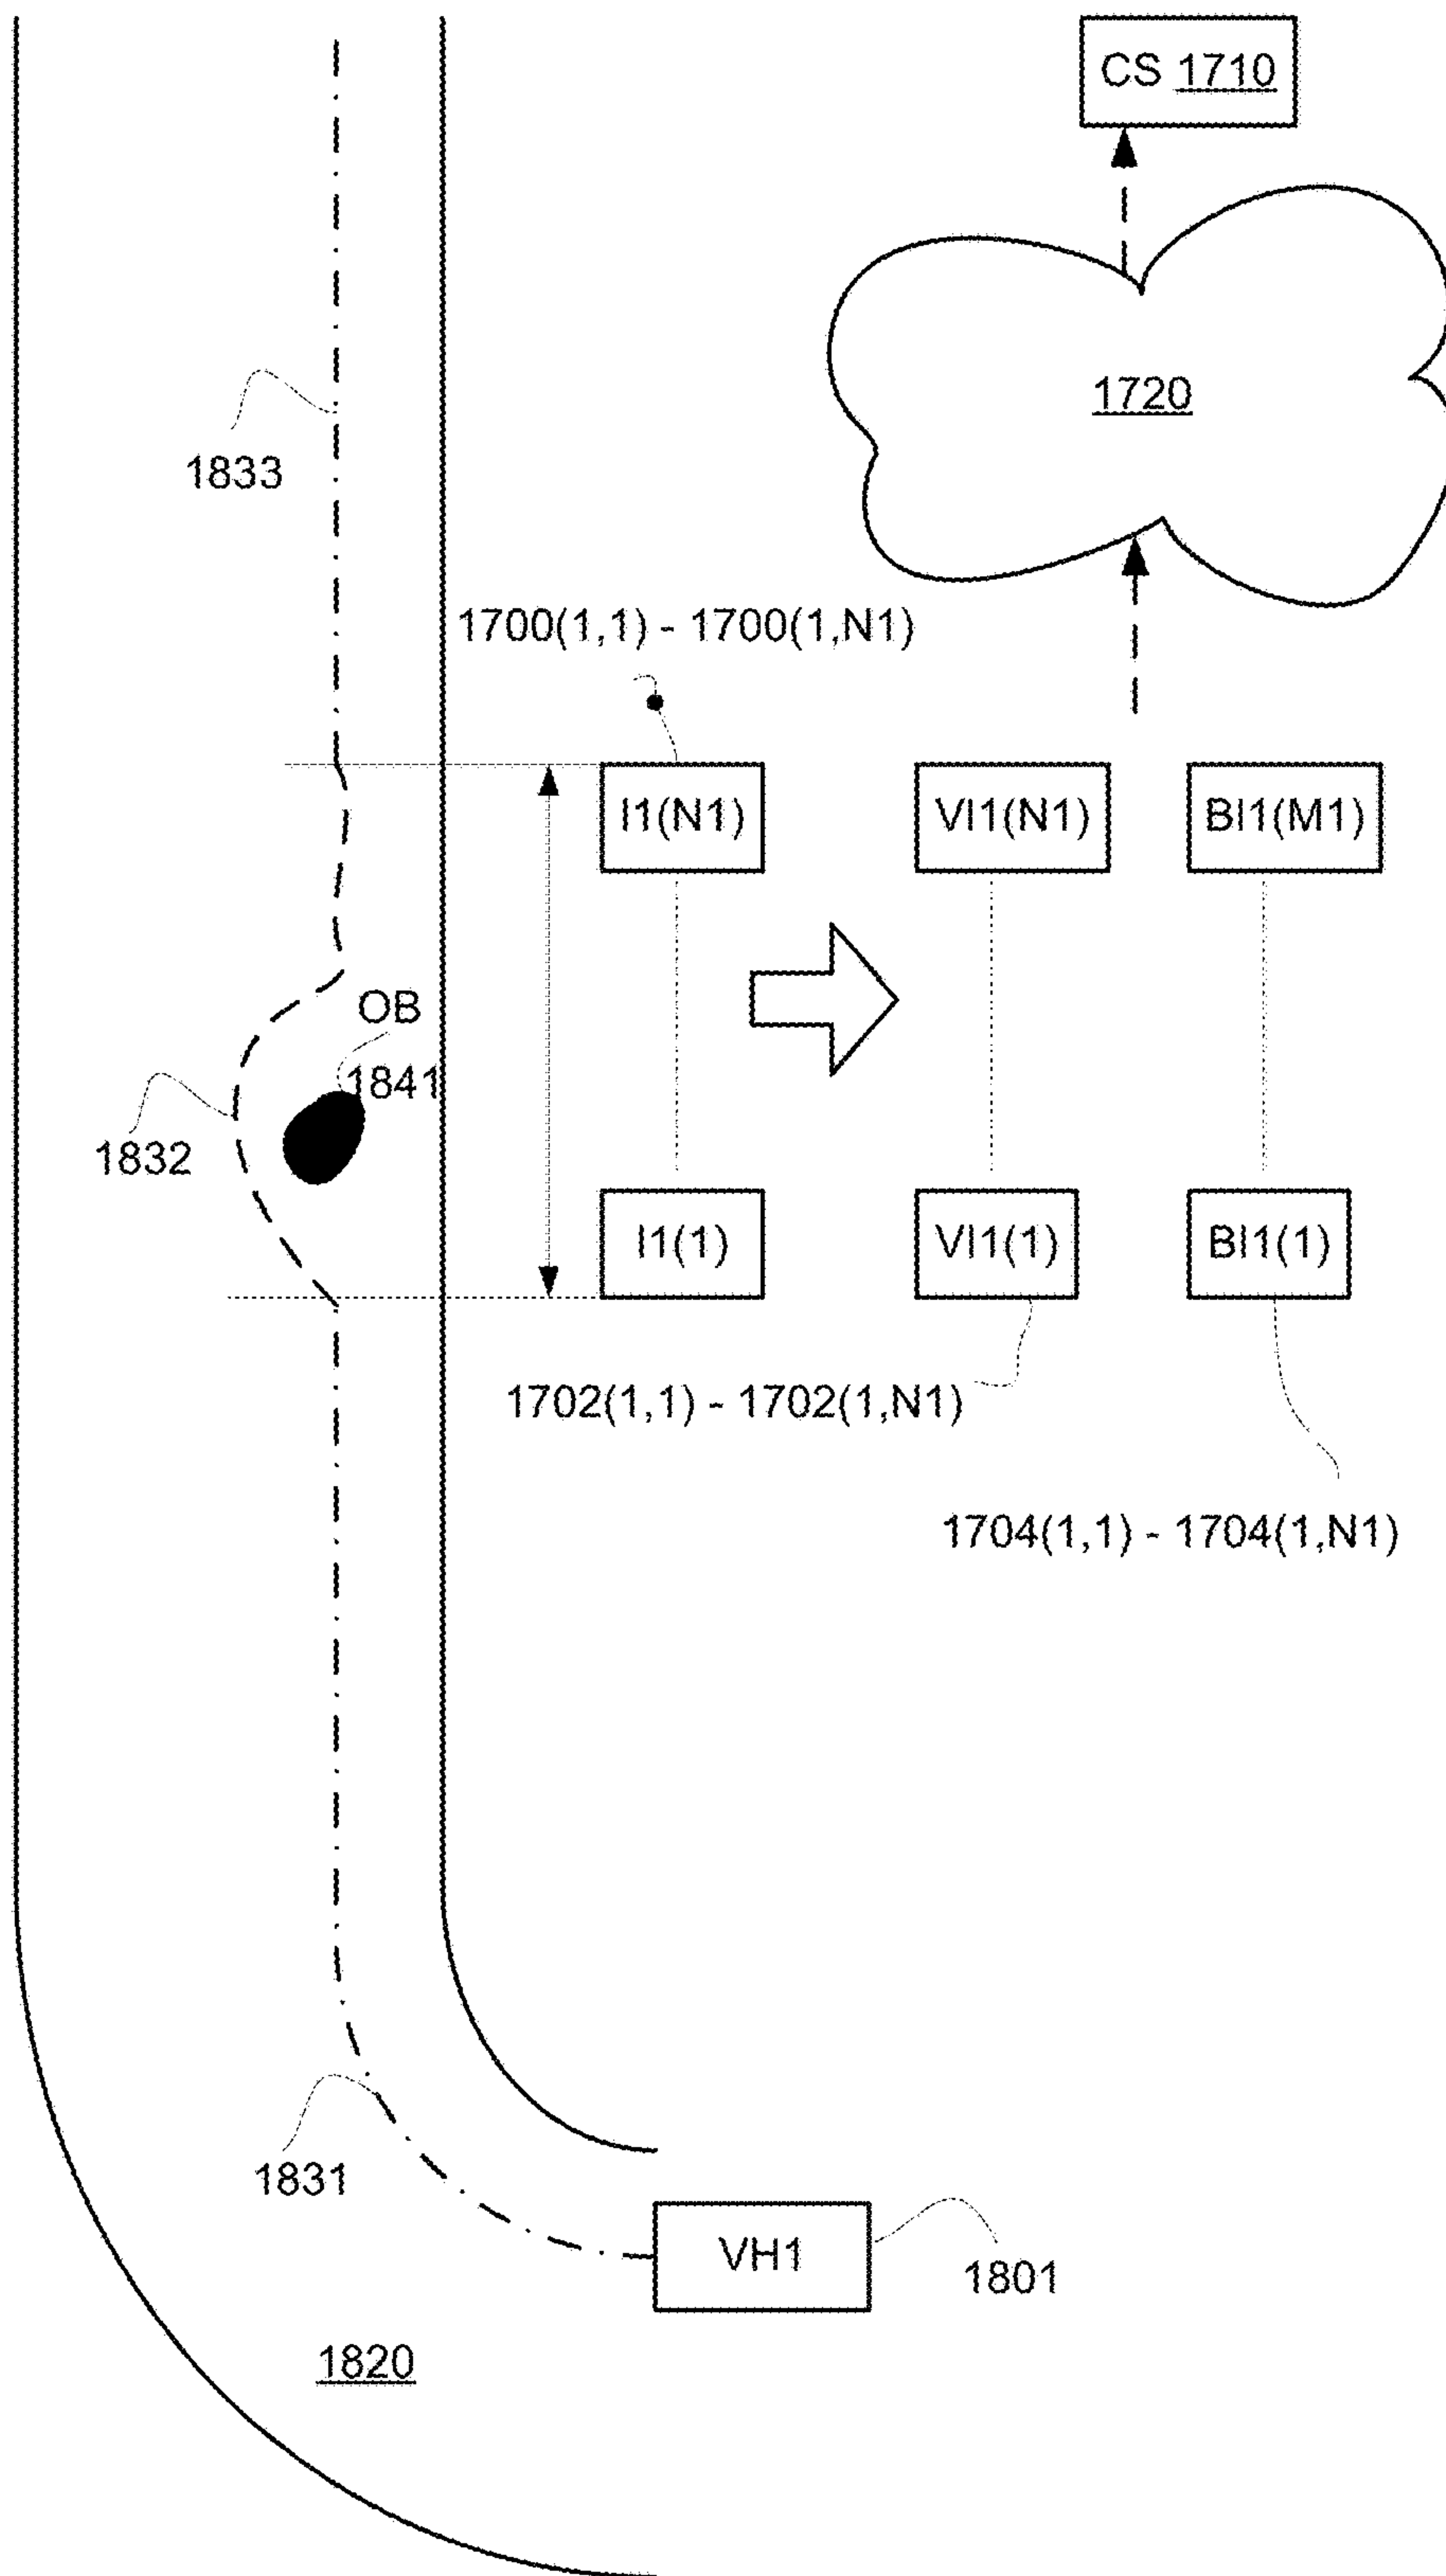 CS 1710
1720
1833
1700(1,1) - 1700(1,N1)
I1(N1)
VI1(N1)
BI1(M1)
OB
1841
1832
I1(1)
VI1(1)
BI1(1)
1702(1,1) - 1702(1,N1)
1704(1,1) - 1704(1,N1)
1831
VH1
1801
1820